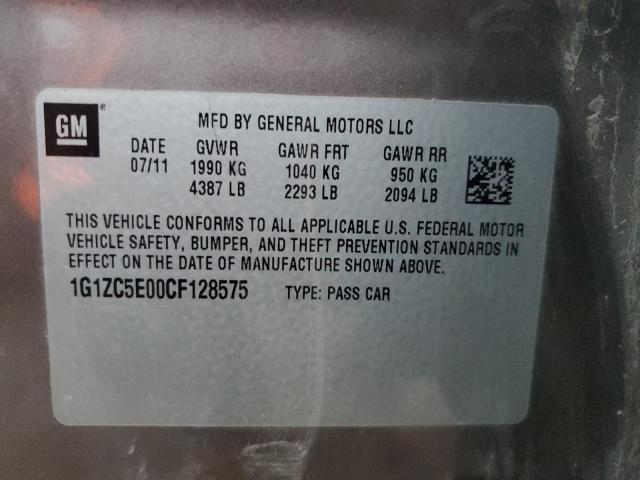 GM ®
MFD BY GENERAL MOTORS LLC
DATE GVWR GAWR FRT GAWR RR
07/11 1990 KG 1040 KG 950 KG
4387 LB 2293 LB 2094 LB
THIS VEHICLE CONFORMS TO ALL APPLICABLE U.S. FEDERAL MOTOR
VEHICLE SAFETY, BUMPER, AND THEFT PREVENTION STANDARDS IN
EFFECT ON THE DATE OF MANUFACTURE SHOWN ABOVE.
1G1ZC5E00CF128575 TYPE: PASS CAR